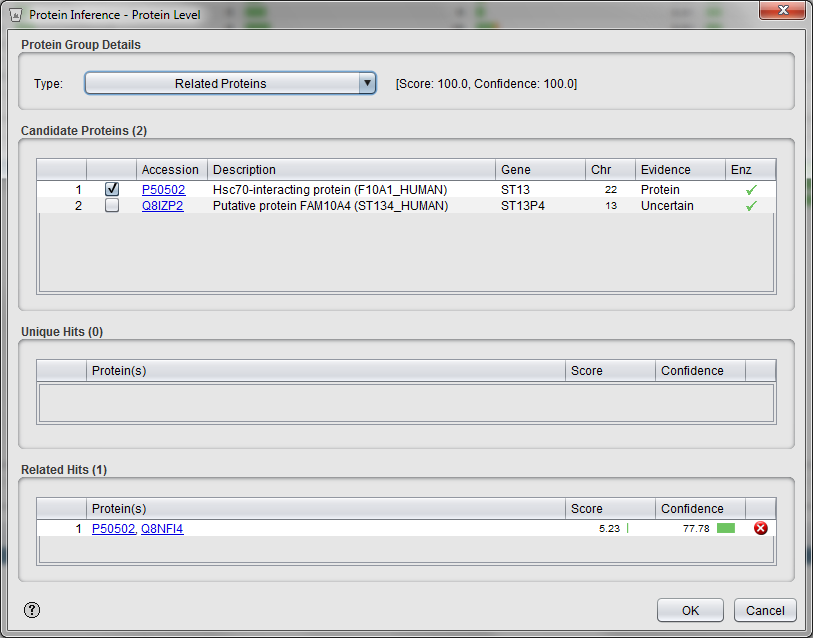 Protein Inference - Protein Level
Protein Group Details
Type: Related Proteins [Score: 100.0, Confidence: 100.0]
Candidate Proteins (2)
Accession Description Gene Chr Evidence Enz
1 P50502 Hsc70-interacting protein (F10A1_HUMAN) ST13 22 Protein
2 Q8IZP2 Putative protein FAM10A4 (ST134_HUMAN) ST13P4 13 Uncertain
Unique Hits (0)
Protein(s) Score Confidence
Related Hits (1)
Protein(s) Score Confidence
1 P50502, Q8NFI4 5.23 77.78
?
OK Cancel